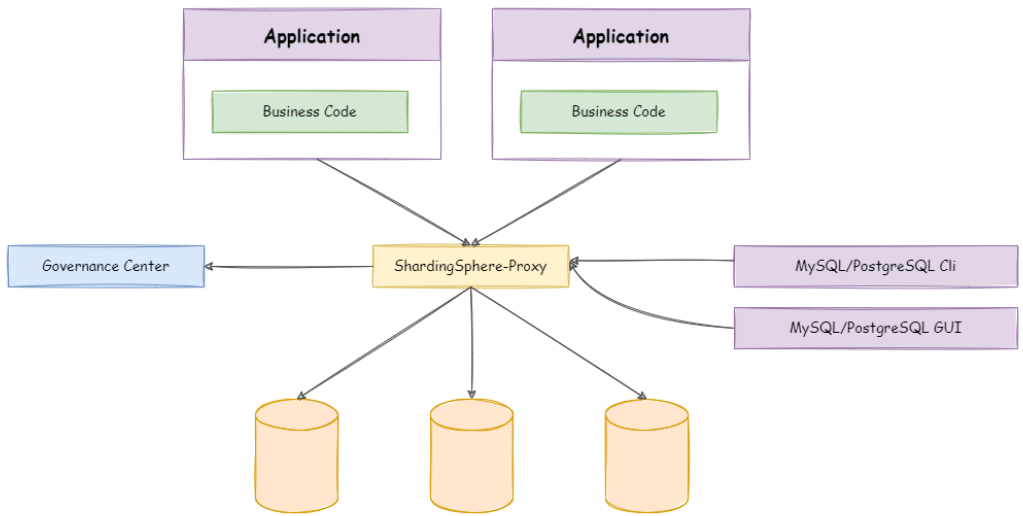 Application
Application
Business Code
Business Code
Governance Center
ShardingSphere-Proxy
MySQL/PostgreSQL Cli
MySQL/PostgreSQL GUI